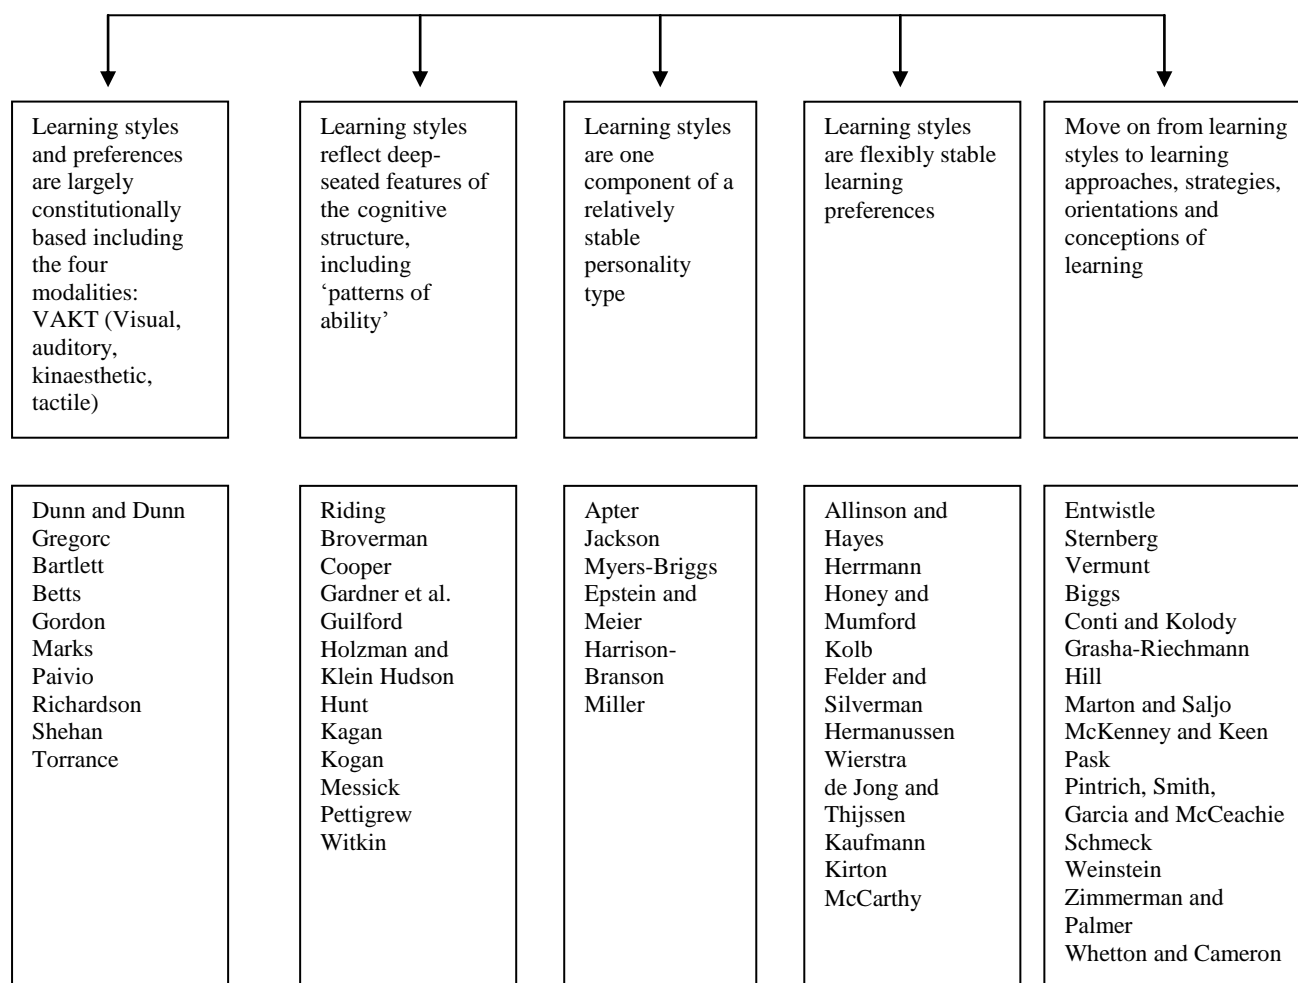 Learning styles
and preferences
are largely
constitutionally
based including
the four
modalities:
VAKT (Visual,
auditory,
kinaesthetic,
tactile)
Learning styles
reflect deep-
seated features of
the cognitive
structure,
including
‘patterns of
ability’
Learning styles
are one
component of a
relatively
stable
personality
type
Learning styles
are flexibly stable
learning
preferences
Move on from learning
styles to learning
approaches, strategies,
orientations and
conceptions of
learning
Dunn and Dunn
Gregorc
Bartlett
Betts
Gordon
Marks
Paivio
Richardson
Shehan
Torrance
Riding
Broverman
Cooper
Gardner et al.
Guilford
Holzman and
Klein Hudson
Hunt
Kagan
Kogan
Messick
Pettigrew
Witkin
Apter
Jackson
Myers-Briggs
Epstein and
Meier
Harrison-
Branson
Miller
Allinson and
Hayes
Herrmann
Honey and
Mumford
Kolb
Felder and
Silverman
Hermanussen
Wierstra
de Jong and
Thijssen
Kaufmann
Kirton
McCarthy
Entwistle
Sternberg
Vermunt
Biggs
Conti and Kolody
Grasha-Riechmann
Hill
Marton and Saljo
McKenney and Keen
Pask
Pintrich, Smith,
Garcia and McCeachie
Schmeck
Weinstein
Zimmerman and
Palmer
Whetton and Cameron